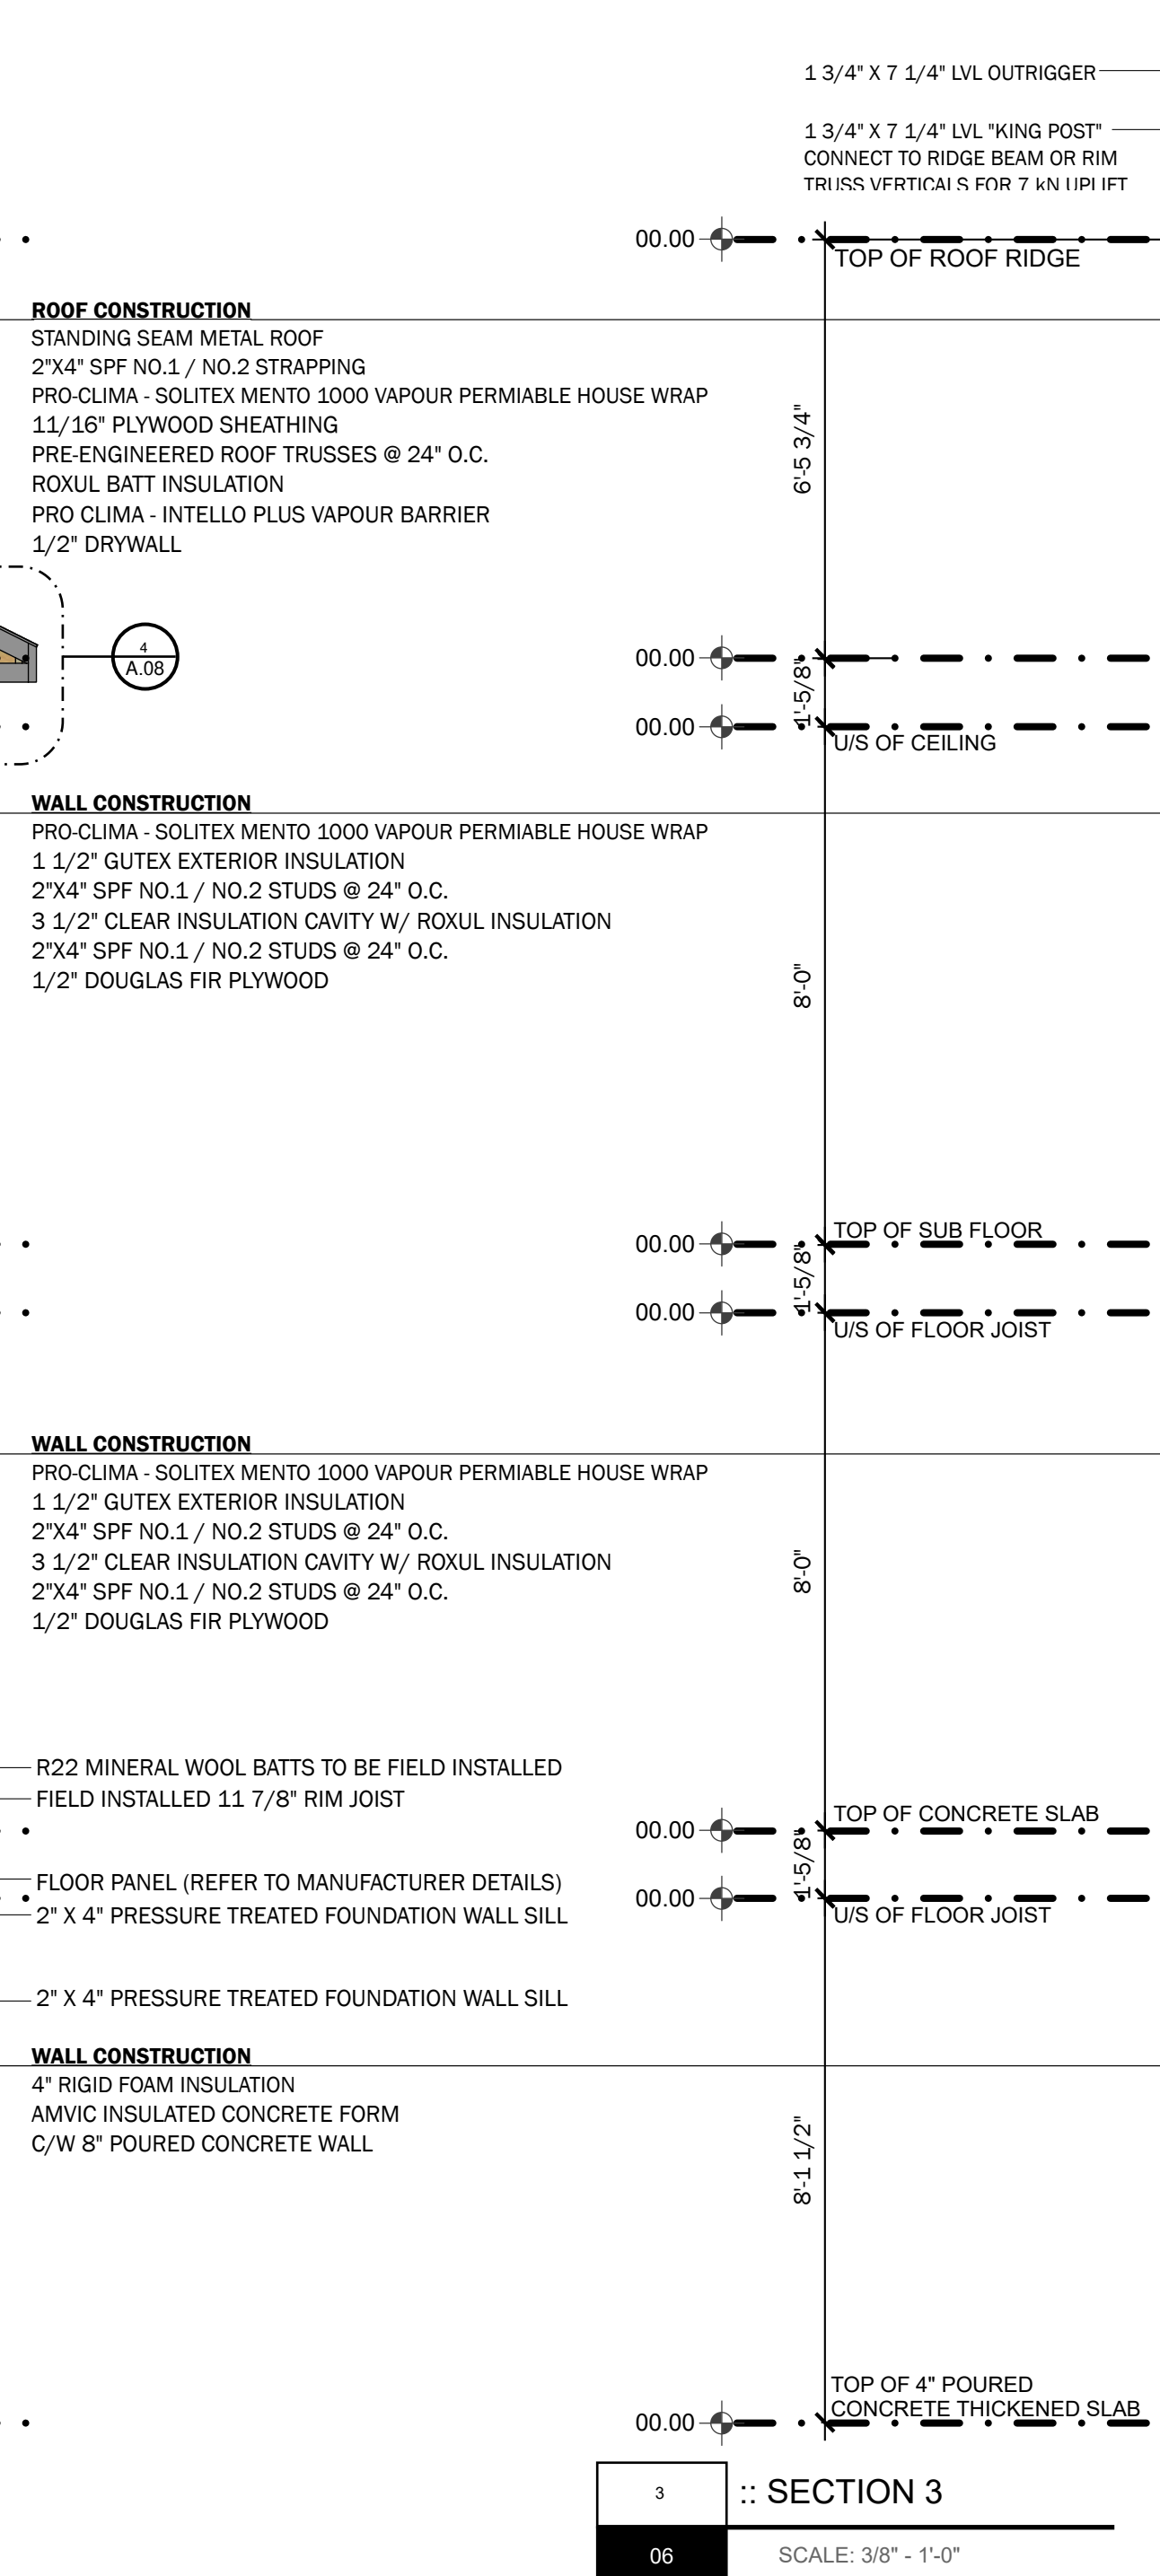 1 3/4" X 7 1/4" LVL OUTRIGGER
1 3/4" X 7 1/4" LVL "KING POST"
CONNECT TO RIDGE BEAM OR RIM
TRUSS VERTICALS FOR 7 kN UPLIFT
00.00
TOP OF ROOF RIDGE
ROOF CONSTRUCTION
STANDING SEAM METAL ROOF
2"X4" SPF NO.1 / NO.2 STRAPPING
PRO-CLIMA - SOLITEX MENTO 1000 VAPOUR PERMIABLE HOUSE WRAP
11/16" PLYWOOD SHEATHING
PRE-ENGINEERED ROOF TRUSSES @ 24" O.C.
ROXUL BATT INSULATION
PRO CLIMA - INTELLO PLUS VAPOUR BARRIER
1/2" DRYWALL
6'-5 3/4"
4
A.08
00.00
1'-5/8"
00.00
U/S OF CEILING
WALL CONSTRUCTION
PRO-CLIMA - SOLITEX MENTO 1000 VAPOUR PERMIABLE HOUSE WRAP
1 1/2" GUTEX EXTERIOR INSULATION
2"X4" SPF NO.1 / NO.2 STUDS @ 24" O.C.
3 1/2" CLEAR INSULATION CAVITY W/ ROXUL INSULATION
2"X4" SPF NO.1 / NO.2 STUDS @ 24" O.C.
1/2" DOUGLAS FIR PLYWOOD
8'-0"
TOP OF SUB FLOOR
00.00
1'-5/8"
00.00
U/S OF FLOOR JOIST
WALL CONSTRUCTION
PRO-CLIMA - SOLITEX MENTO 1000 VAPOUR PERMIABLE HOUSE WRAP
1 1/2" GUTEX EXTERIOR INSULATION
2"X4" SPF NO.1 / NO.2 STUDS @ 24" O.C.
3 1/2" CLEAR INSULATION CAVITY W/ ROXUL INSULATION
2"X4" SPF NO.1 / NO.2 STUDS @ 24" O.C.
1/2" DOUGLAS FIR PLYWOOD
8'-0"
R22 MINERAL WOOL BATTS TO BE FIELD INSTALLED
FIELD INSTALLED 11 7/8" RIM JOIST
TOP OF CONCRETE SLAB
00.00
1'-5/8"
FLOOR PANEL (REFER TO MANUFACTURER DETAILS)
00.00
2" X 4" PRESSURE TREATED FOUNDATION WALL SILL
U/S OF FLOOR JOIST
2" X 4" PRESSURE TREATED FOUNDATION WALL SILL
WALL CONSTRUCTION
4" RIGID FOAM INSULATION
AMVIC INSULATED CONCRETE FORM
C/W 8" POURED CONCRETE WALL
8'-1 1/2"
TOP OF 4" POURED
CONCRETE THICKENED SLAB
00.00
3
:: SECTION 3
06
SCALE: 3/8" - 1'-0"